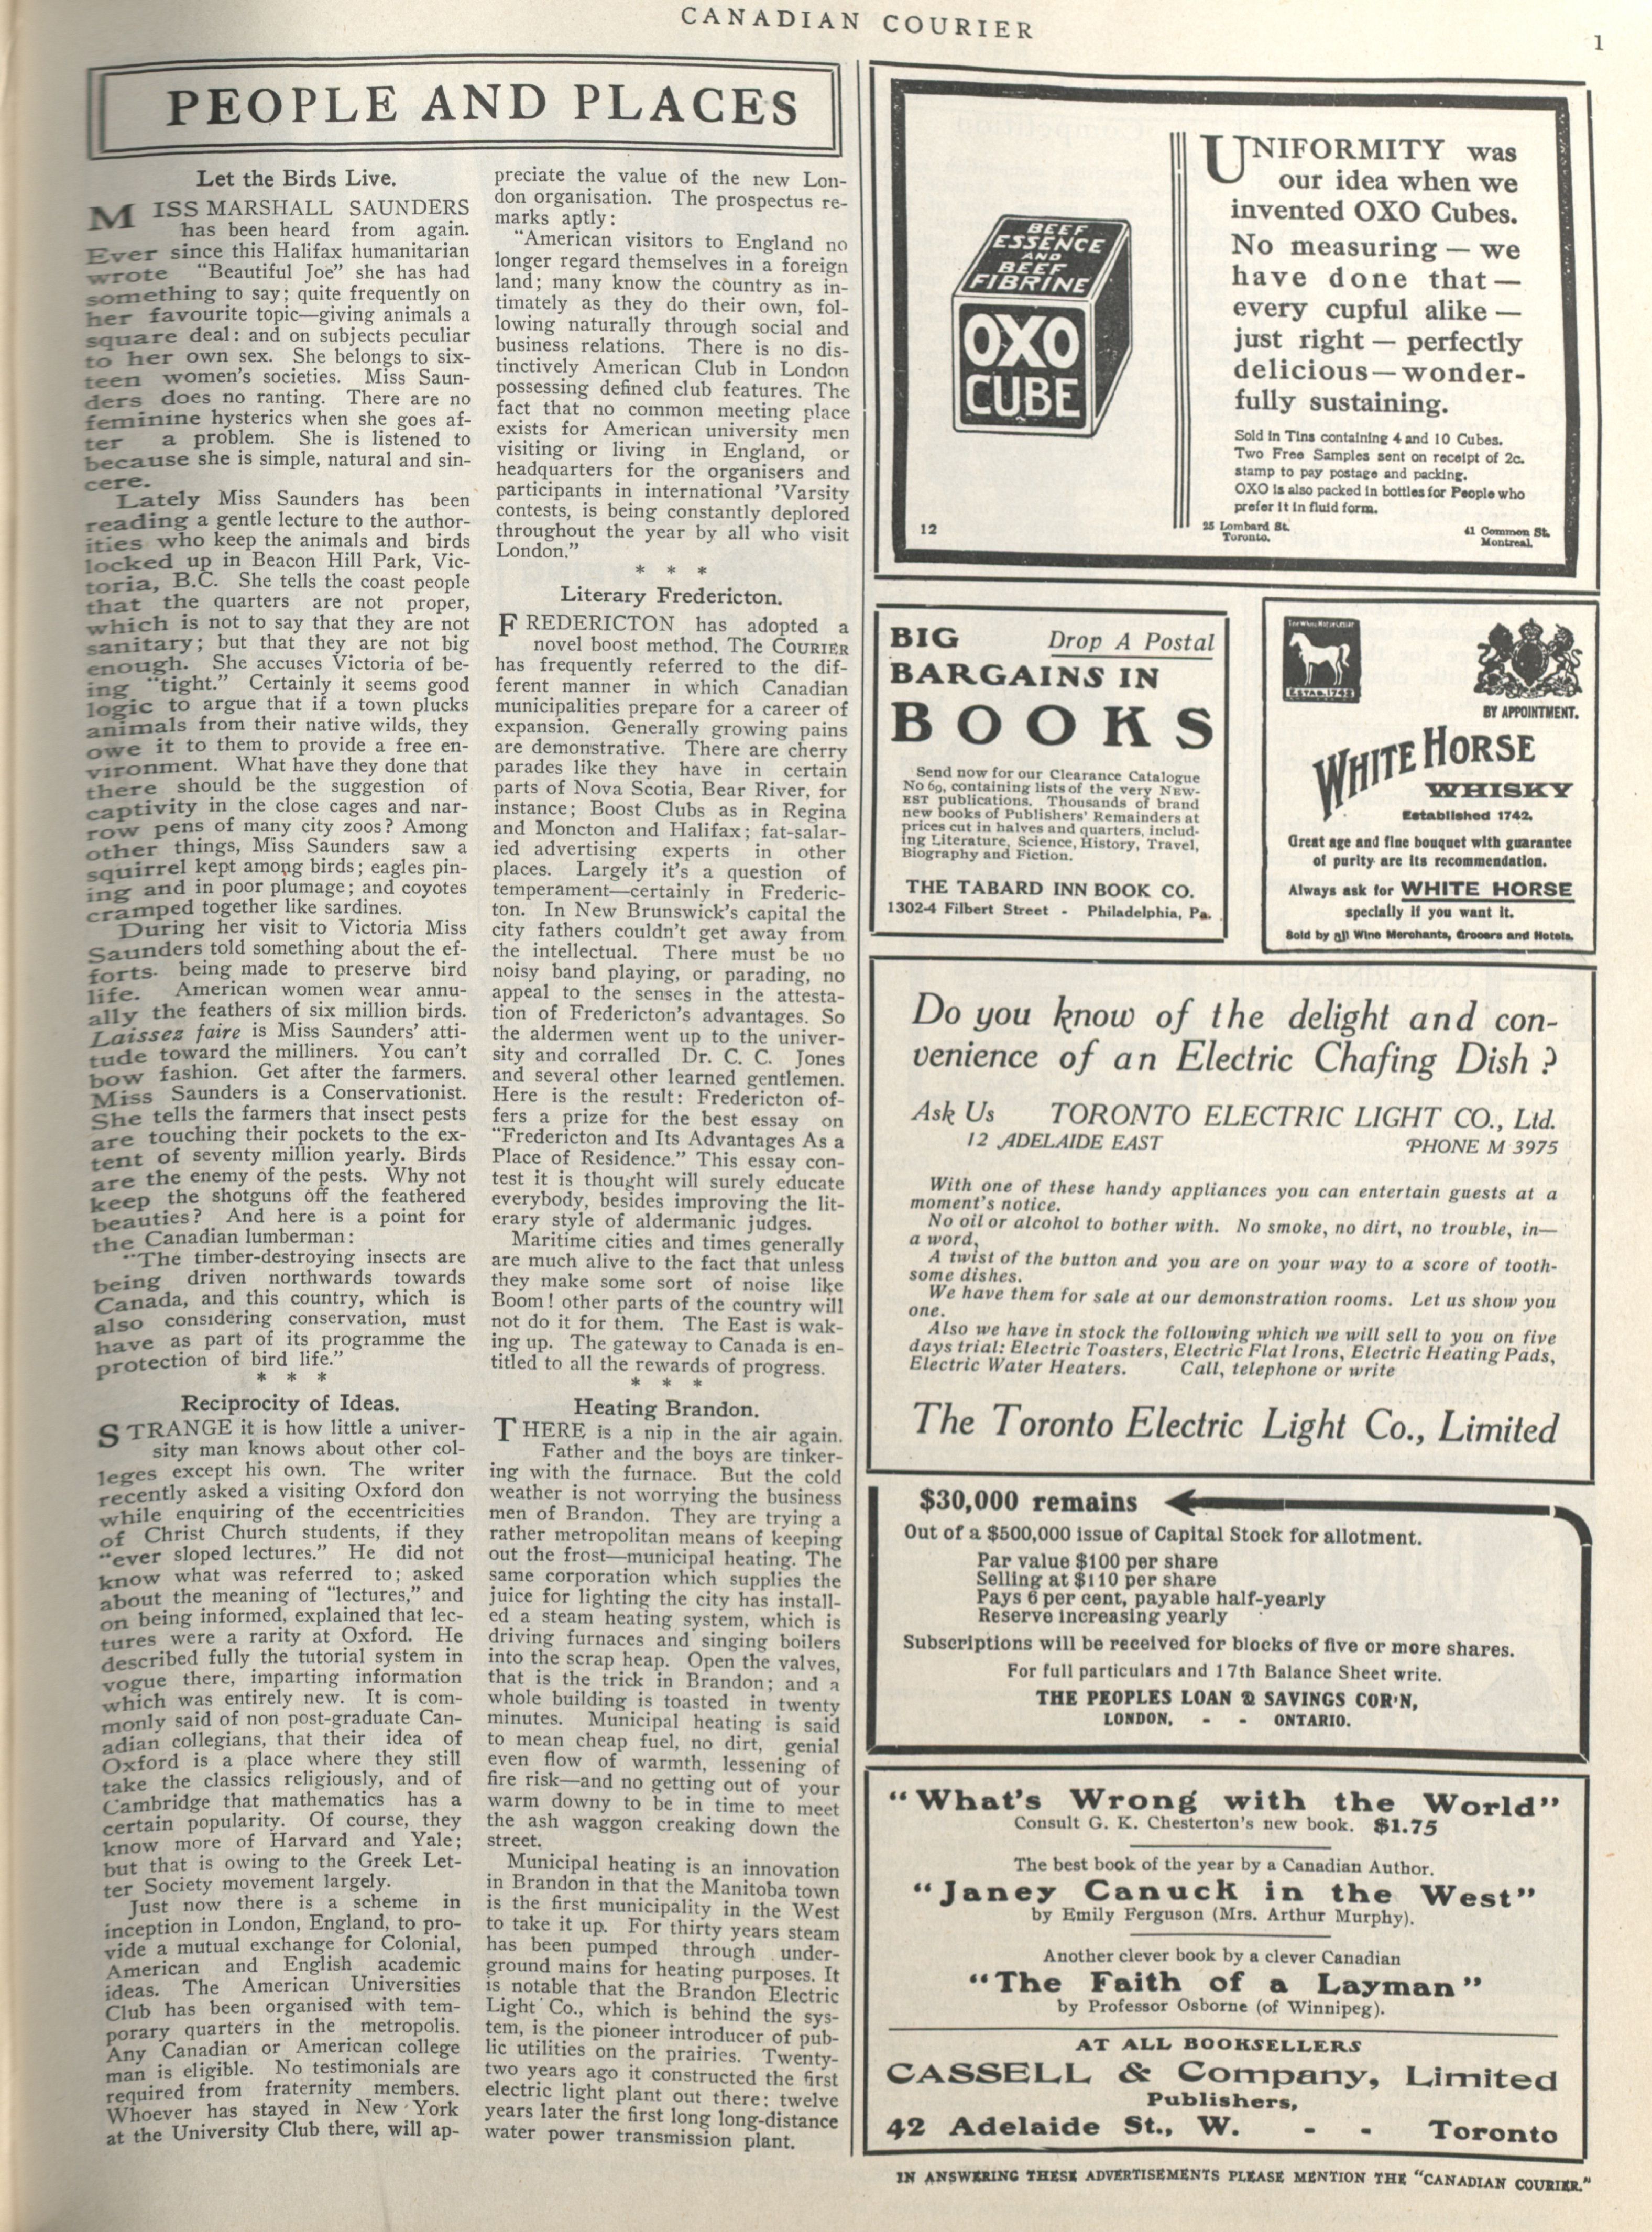 CANADIAN COURIER
1
PEOPLE AND PLACES
Let the Birds Live.
MISS MARSHALL SAUNDERS
has been heard from again.
Ever since this Halifax humanitarian
wrote "Beautiful Joe" she has had
something to say; quite frequently on
her favourite topic—giving animals a
square deal: and on subjects peculiar
to her own sex. She belongs to six-
teen women's societies. Miss Saun-
ders does no ranting. There are no
feminine hysterics when she goes af-
ter a problem. She is listened to
because she is simple, natural and sin-
cere.
Lately Miss Saunders has been
reading a gentle lecture to the author-
ities who keep the animals and birds
locked up in Beacon Hill Park, Vic-
toria, B.C. She tells the coast people
that the quarters are not proper,
which is not to say that they are not
sanitary; but that they are not big
enough. She accuses Victoria of be-
ing "tight." Certainly it seems good
logic to argue that if a town plucks
animals from their native wilds, they
owe it to them to provide a free en-
vironment. What have they done that
there should be the suggestion of
captivity in the close cages and nar-
row pens of many city zoos? Among
other things, Miss Saunders saw a
squirrel kept among birds; eagles pin-
ing and in poor plumage; and coyotes
cramped together like sardines.
During her visit to Victoria Miss
Saunders told something about the ef-
forts being made to preserve bird
life. American women wear annu-
ally the feathers of six million birds.
Laissez faire is Miss Saunders' atti-
tude toward the milliners. You can't
bow fashion. Get after the farmers.
Miss Saunders is a Conservationist.
She tells the farmers that insect pests
are touching their pockets to the ex-
tent of seventy million yearly. Birds
are the enemy of the pests. Why not
keep the shotguns off the feathered
beauties? And here is a point for
the Canadian lumberman:
"The timber-destroying insects are
being driven northwards towards
Canada, and this country, which is
also considering conservation, must
have as part of its programme the
protection of bird life."
* * *
Reciprocity of Ideas.
STRANGE it is how little a univer-
sity man knows about other col-
leges except his own. The writer
recently asked a visiting Oxford don
while enquiring of the eccentricities
of Christ Church students, if they
"ever sloped lectures." He did not
know what was referred to; asked
about the meaning of "lectures," and
on being informed, explained that lec-
tures were a rarity at Oxford. He
described fully the tutorial system in
vogue there, imparting information
which was entirely new. It is com-
monly said of non post-graduate Can-
adian collegians, that their idea of
Oxford is a place where they still
take the classics religiously, and of
Cambridge that mathematics has a
certain popularity. Of course, they
know more of Harvard and Yale;
but that is owing to the Greek Let-
ter Society movement largely.
Just now there is a scheme in
inception in London, England, to pro-
vide a mutual exchange for Colonial,
American and English academic
ideas. The American Universities
Club has been organised with tem-
porary quarters in the metropolis.
Any Canadian or American college
man is eligible. No testimonials are
required from fraternity members.
Whoever has stayed in New York
at the University Club there, will ap-
preciate the value of the new Lon-
don organisation. The prospectus re-
marks aptly:
"American visitors to England no
longer regard themselves in a foreign
land; many know the country as in-
timately as they do their own, fol-
lowing naturally through social and
business relations. There is no dis-
tinctively American Club in London
possessing defined club features. The
fact that no common meeting place
exists for American university men
visiting or living in England, or
headquarters for the organisers and
participants in international 'Varsity
contests, is being constantly deplored
throughout the year by all who visit
London."
* * *
Literary Fredericton.
FREDERICTON has adopted a
novel boost method. The COURIER
has frequently referred to the dif-
ferent manner in which Canadian
municipalities prepare for a career of
expansion. Generally growing pains
are demonstrative. There are cherry
parades like they have in certain
parts of Nova Scotia, Bear River, for
instance; Boost Clubs as in Regina
and Moncton and Halifax; fat-salar-
ied advertising experts in other
places. Largely it's a question of
temperament—certainly in Frederic-
ton. In New Brunswick's capital the
city fathers couldn't get away from
the intellectual. There must be no
noisy band playing, or parading, no
appeal to the senses in the attesta-
tion of Fredericton's advantages. So
the aldermen went up to the univer-
sity and corralled Dr. C. C. Jones
and several other learned gentlemen.
Here is the result: Fredericton of-
fers a prize for the best essay on
"Fredericton and Its Advantages As a
Place of Residence." This essay con-
test it is thought will surely educate
everybody, besides improving the lit-
erary style of aldermanic judges.
Maritime cities and times generally
are much alive to the fact that unless
they make some sort of noise like
Boom! other parts of the country will
not do it for them. The East is wak-
ing up. The gateway to Canada is en-
titled to all the rewards of progress.
* * *
Heating Brandon.
THERE is a nip in the air again.
Father and the boys are tinker-
ing with the furnace. But the cold
weather is not worrying the business
men of Brandon. They are trying a
rather metropolitan means of keeping
out the frost—municipal heating. The
same corporation which supplies the
juice for lighting the city has install-
ed a steam heating system, which is
driving furnaces and singing boilers
into the scrap heap. Open the valves,
that is the trick in Brandon; and a
whole building is toasted in twenty
minutes. Municipal heating is said
to mean cheap fuel, no dirt, genial
even flow of warmth, lessening of
fire risk—and no getting out of your
warm downy to be in time to meet
the ash waggon creaking down the
street.
Municipal heating is an innovation
in Brandon in that the Manitoba town
is the first municipality in the West
to take it up. For thirty years steam
has been pumped through under-
ground mains for heating purposes. It
is notable that the Brandon Electric
Light Co., which is behind the sys-
tem, is the pioneer introducer of pub-
lic utilities on the prairies. Twenty-
two years ago it constructed the first
electric light plant out there; twelve
years later the first long long-distance
water power transmission plant.
BEEF
ESSENCE
AND
BEEF
FIBRINE
OXO
CUBE
12
UNIFORMITY was
our idea when we
invented OXO Cubes.
No measuring — we
have done that —
every cupful alike —
just right — perfectly
delicious — wonder-
fully sustaining.
Sold in Tins containing 4 and 10 Cubes.
Two Free Samples sent on receipt of 2c.
stamp to pay postage and packing.
OXO is also packed in bottles for People who
prefer it in fluid form.
25 Lombard St.
Toronto.
41 Common St.
Montreal.
BIG Drop A Postal
BARGAINS IN
BOOKS
Send now for our Clearance Catalogue
No 69, containing lists of the very NEW-
EST publications. Thousands of brand
new books of Publishers' Remainders at
prices cut in halves and quarters, includ-
ing Literature, Science, History, Travel,
Biography and Fiction.
THE TABARD INN BOOK CO.
1302-4 Filbert Street - Philadelphia, Pa.
The White Horse Cellar
ESTAB. 1742
BY APPOINTMENT.
WHITE HORSE
WHISKY
Established 1742.
Great age and fine bouquet with guarantee
of purity are its recommendation.
Always ask for WHITE HORSE
specially if you want it.
Sold by all Wine Merchants, Grocers and Hotels.
Do you know of the delight and con-
venience of an Electric Chafing Dish?
Ask Us TORONTO ELECTRIC LIGHT CO., Ltd.
12 ADELAIDE EAST PHONE M 3975
With one of these handy appliances you can entertain guests at a
moment's notice.
No oil or alcohol to bother with. No smoke, no dirt, no trouble, in—
a word,
A twist of the button and you are on your way to a score of tooth-
some dishes.
We have them for sale at our demonstration rooms. Let us show you
one.
Also we have in stock the following which we will sell to you on five
days trial: Electric Toasters, Electric Flat Irons, Electric Heating Pads,
Electric Water Heaters. Call, telephone or write
The Toronto Electric Light Co., Limited
$30,000 remains
Out of a $500,000 issue of Capital Stock for allotment.
Par value $100 per share
Selling at $110 per share
Pays 6 per cent, payable half-yearly
Reserve increasing yearly
Subscriptions will be received for blocks of five or more shares.
For full particulars and 17th Balance Sheet write.
THE PEOPLES LOAN & SAVINGS COR'N,
LONDON, - - ONTARIO.
"What's Wrong with the World"
Consult G. K. Chesterton's new book. $1.75
The best book of the year by a Canadian Author.
"Janey Canuck in the West"
by Emily Ferguson (Mrs. Arthur Murphy).
Another clever book by a clever Canadian
"The Faith of a Layman"
by Professor Osborne (of Winnipeg).
AT ALL BOOKSELLERS
CASSELL & Company, Limited
Publishers,
42 Adelaide St., W. - - Toronto
IN ANSWERING THESE ADVERTISEMENTS PLEASE MENTION THE "CANADIAN COURIER."